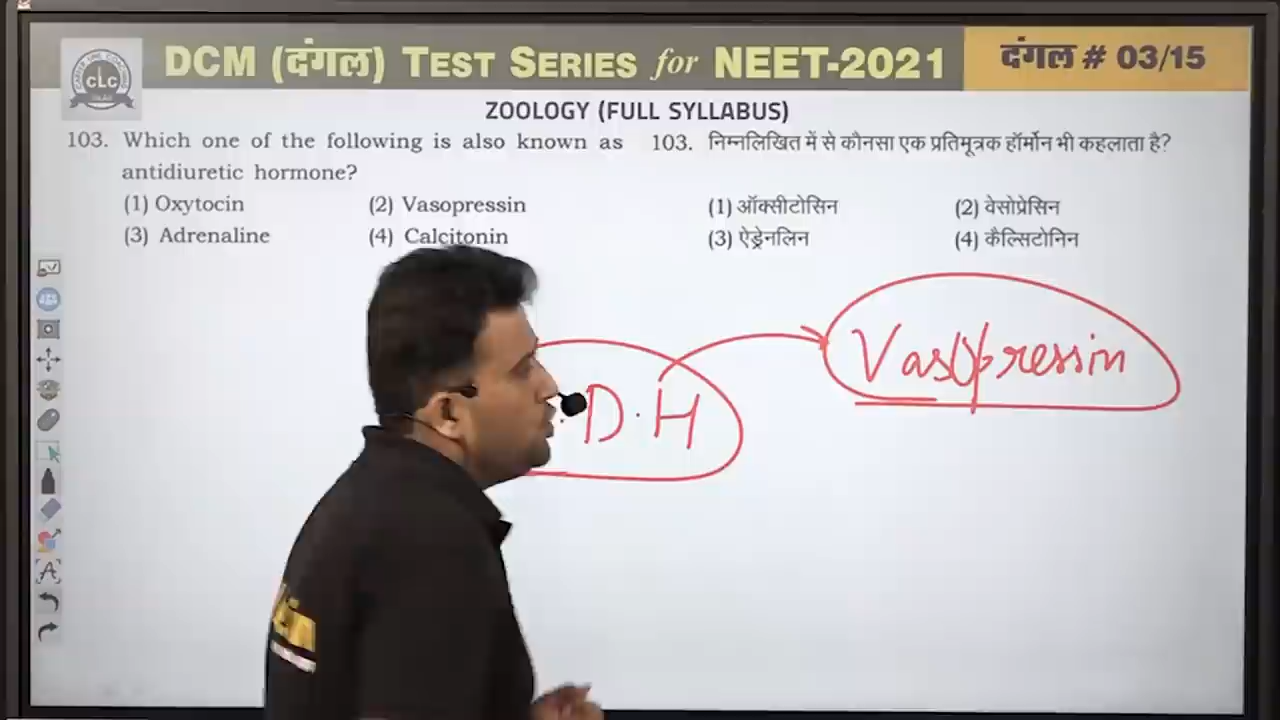 DCM (दंगल) TEST SERIES for NEET-2021
दंगल # 03/15
CLC
ZOOLOGY (FULL SYLLABUS)
103. Which one of the following is also known as antidiuretic hormone?
(1) Oxytocin (2) Vasopressin
(3) Adrenaline (4) Calcitonin
103. निम्नलिखित में से कौनसा एक प्रतिमूत्रक हॉर्मोन भी कहलाता है?
(1) ऑक्सीटोसिन (2) वेसोप्रेसिन
(3) ऐड्रेनलिन (4) कैल्सिटोनिन
.D.H
Vasopressin